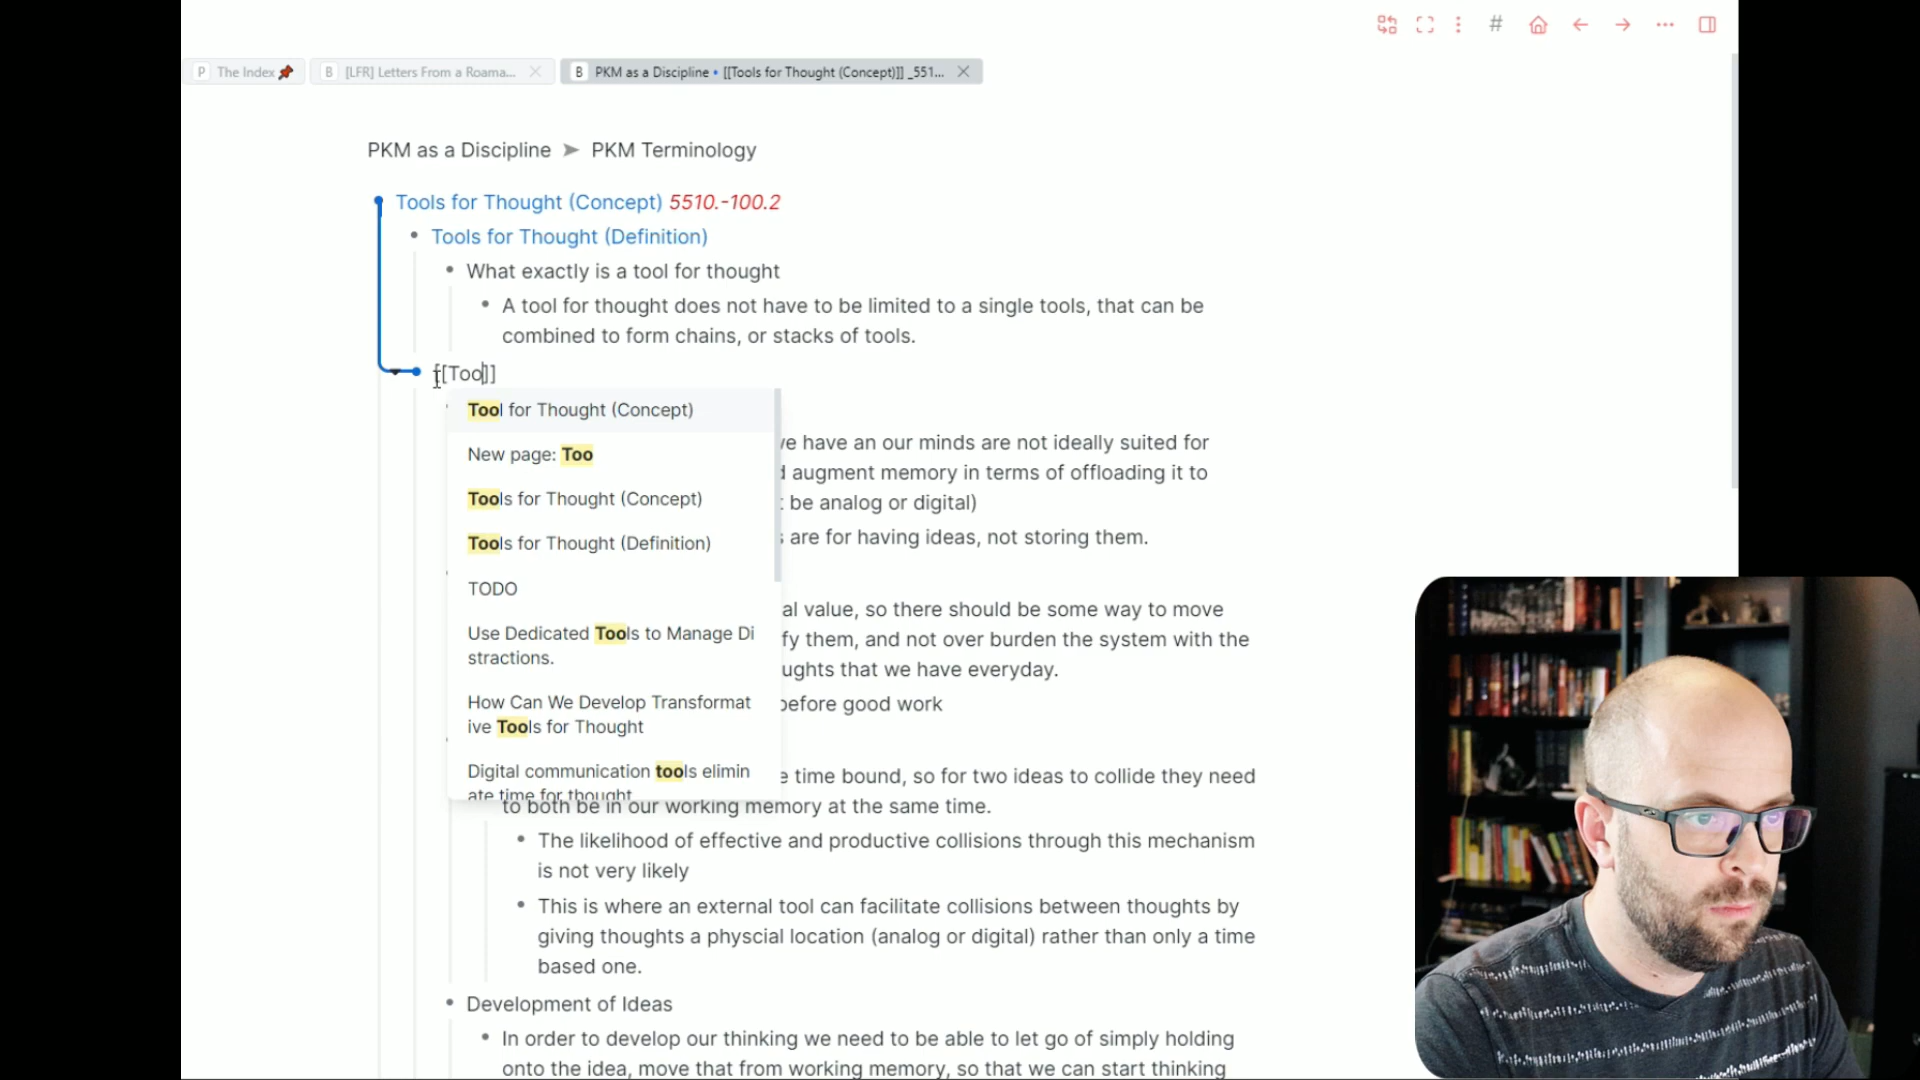 #
P The Index 📌
B [LFR] Letters From a Roama...
B PKM as a Discipline • [[Tools for Thought (Concept)]] _551...
PKM as a Discipline ➤ PKM Terminology
Tools for Thought (Concept) 5510.-100.2
Tools for Thought (Definition)
What exactly is a tool for thought
A tool for thought does not have to be limited to a single tools, that can be
combined to form chains, or stacks of tools.
[[Too]]
Tool for Thought (Concept)
New page: Too
Tools for Thought (Concept)
Tools for Thought (Definition)
TODO
Use Dedicated Tools to Manage Di
stractions.
How Can We Develop Transformat
ive Tools for Thought
Digital communication tools elimin
ate time for thought
have an our minds are not ideally suited for
augment memory in terms of offloading it to
be analog or digital)
are for having ideas, not storing them.
al value, so there should be some way to move
fy them, and not over burden the system with the
ughts that we have everyday.
before good work
e time bound, so for two ideas to collide they need
to both be in our working memory at the same time.
The likelihood of effective and productive collisions through this mechanism
is not very likely
This is where an external tool can facilitate collisions between thoughts by
giving thoughts a physcial location (analog or digital) rather than only a time
based one.
Development of Ideas
In order to develop our thinking we need to be able to let go of simply holding
onto the idea, move that from working memory, so that we can start thinking